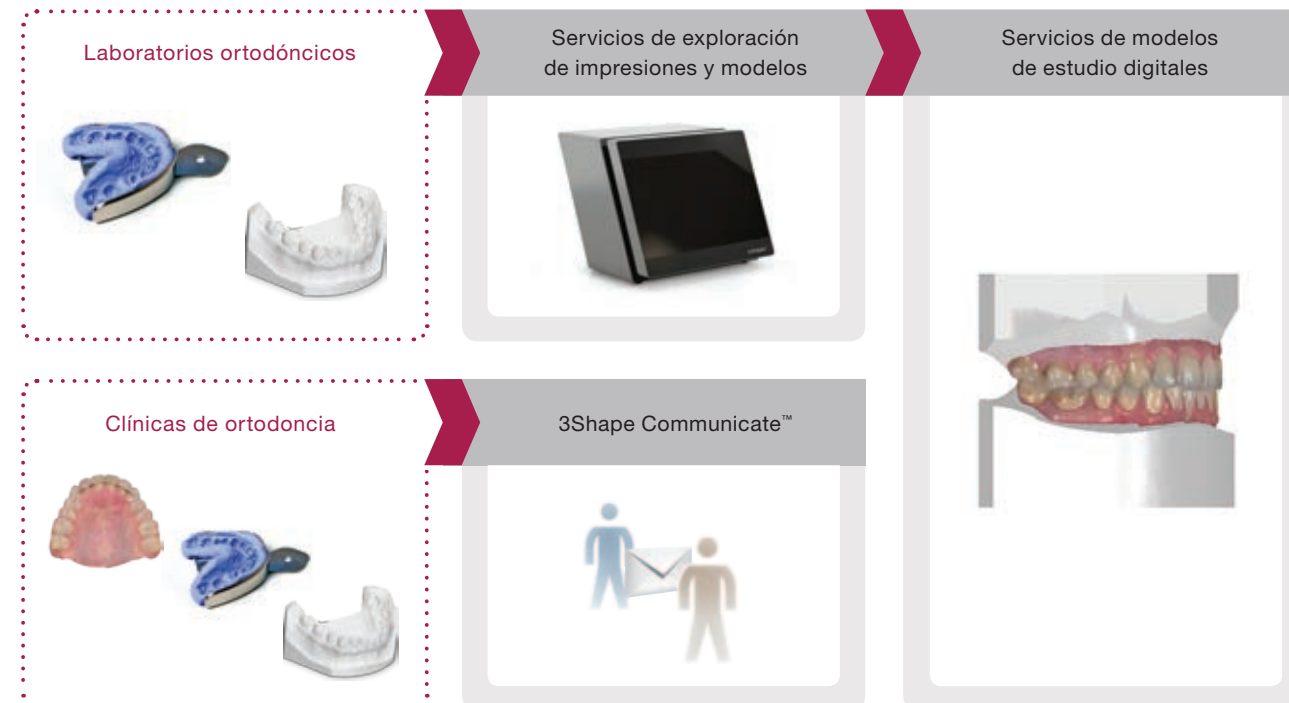 Laboratorios ortodóncicos
Servicios de exploración
de impresiones y modelos
Servicios de modelos
de estudio digitales
Clínicas de ortodoncia
3Shape Communicate™